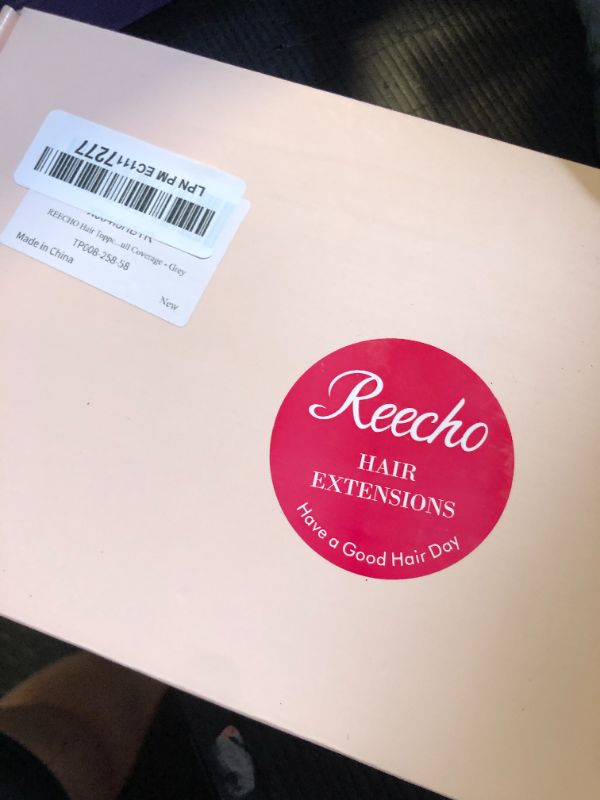 LPN PM EC1117277
REECHO Hair Toppe...ull Coverage - Grey
TP008-258-58
Made in China
New
Reecho
HAIR
EXTENSIONS
Have a Good Hair Day